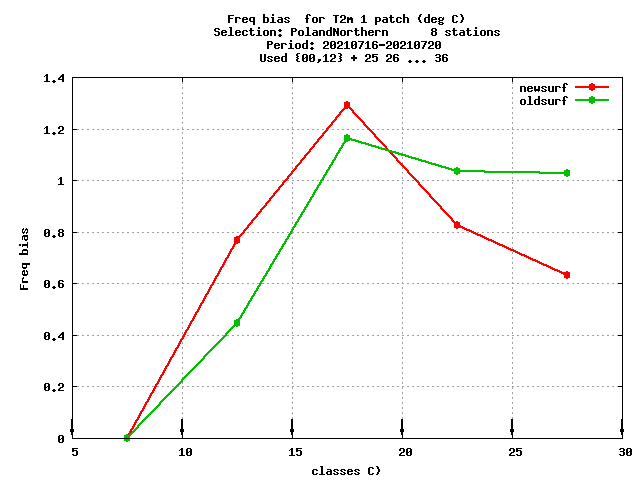 Freq bias  for T2m 1 patch (deg C)
Selection: PolandNorthern      8 stations
Period: 20210716-20210720
Used {00,12} + 25 26 ... 36
newsurf
oldsurf
1.4
1.2
1
0.8
0.6
0.4
0.2
0
Freq bias
5 10 15 20 25 30
classes C)